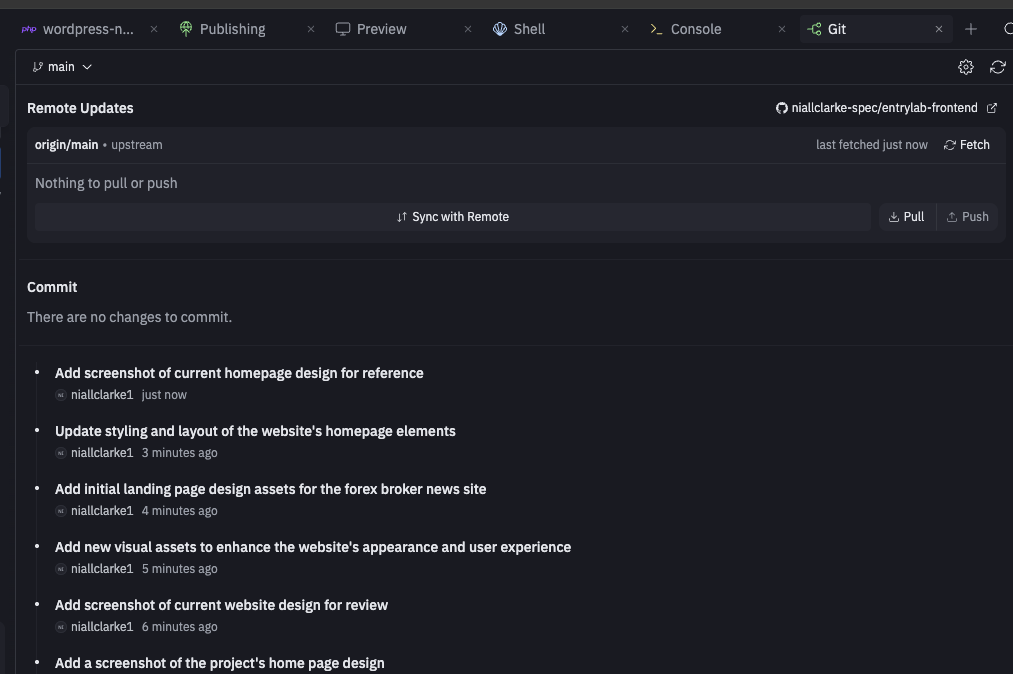 php wordpress-n...
Publishing
Preview
Shell
Console
Git
main
Remote Updates
niallclarke-spec/entrylab-frontend
origin/main • upstream
last fetched just now
Fetch
Nothing to pull or push
Sync with Remote
Pull
Push
Commit
There are no changes to commit.
Add screenshot of current homepage design for reference
NI niallclarke1 just now
Update styling and layout of the website's homepage elements
NI niallclarke1 3 minutes ago
Add initial landing page design assets for the forex broker news site
NI niallclarke1 4 minutes ago
Add new visual assets to enhance the website's appearance and user experience
NI niallclarke1 5 minutes ago
Add screenshot of current website design for review
NI niallclarke1 6 minutes ago
Add a screenshot of the project's home page design